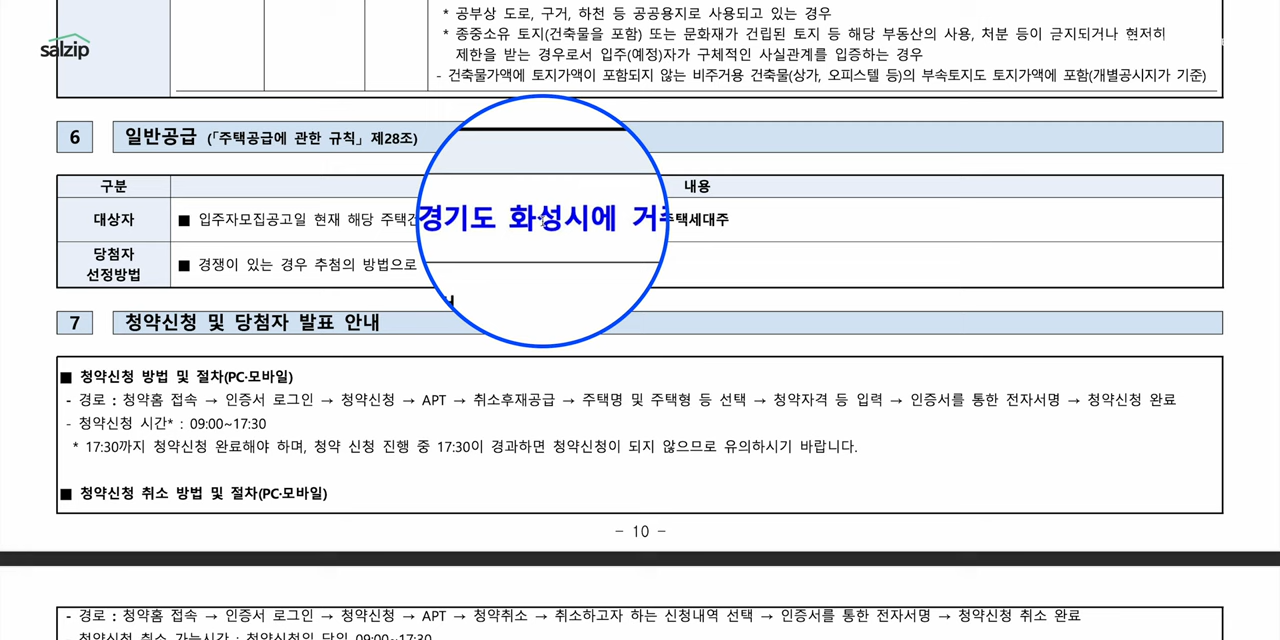 * 공부상 도로, 구거, 하천 등 공공용지로 사용되고 있는 경우
salzip
* 종중소유 토지(건축물을 포함) 또는 문화재가 건립된 토지 등 해당 부동산의 사용, 처분 등이 금지되거나 현저히
제한을 받는 경우로서 입주(예정)자가 구체적인 사실관계를 입증하는 경우
- 건축물가액에 토지가액이 포함되지 않는 비주거용 건축물(상가, 오피스텔 등)의 부속토지도 토지가액에 포함(개별공시지가 기준)
6 일반공급 (「주택공급에 관한 규칙」 제28조)
구분 내용
대상자 ■ 입주자모집공고일 현재 해당 경기도 화성시에 주택세대주
당첨자
선정방법 ■ 경쟁이 있는 경우 추첨의 방법으로
7 청약신청 및 당첨자 발표 안내
■ 청약신청 방법 및 절차(PC·모바일)
- 경로 : 청약홈 접속 → 인증서 로그인 → 청약신청 → APT → 취소후재공급 → 주택명 및 주택형 등 선택 → 청약자격 등 입력 → 인증서를 통한 전자서명 → 청약신청 완료
- 청약신청 시간* : 09:00~17:30
* 17:30까지 청약신청 완료해야 하며, 청약 신청 진행 중 17:30이 경과하면 청약신청이 되지 않으므로 유의하시기 바랍니다.
■ 청약신청 취소 방법 및 절차(PC·모바일)
- 10 -
- 경로 : 청약홈 접속 → 인증서 로그인 → 청약신청 → APT → 청약취소 → 취소하고자 하는 신청내역 선택 → 인증서를 통한 전자서명 → 청약신청 취소 완료
- 청약신청 취소 가능시간 : 청약신청일 당일 09:00~17:30